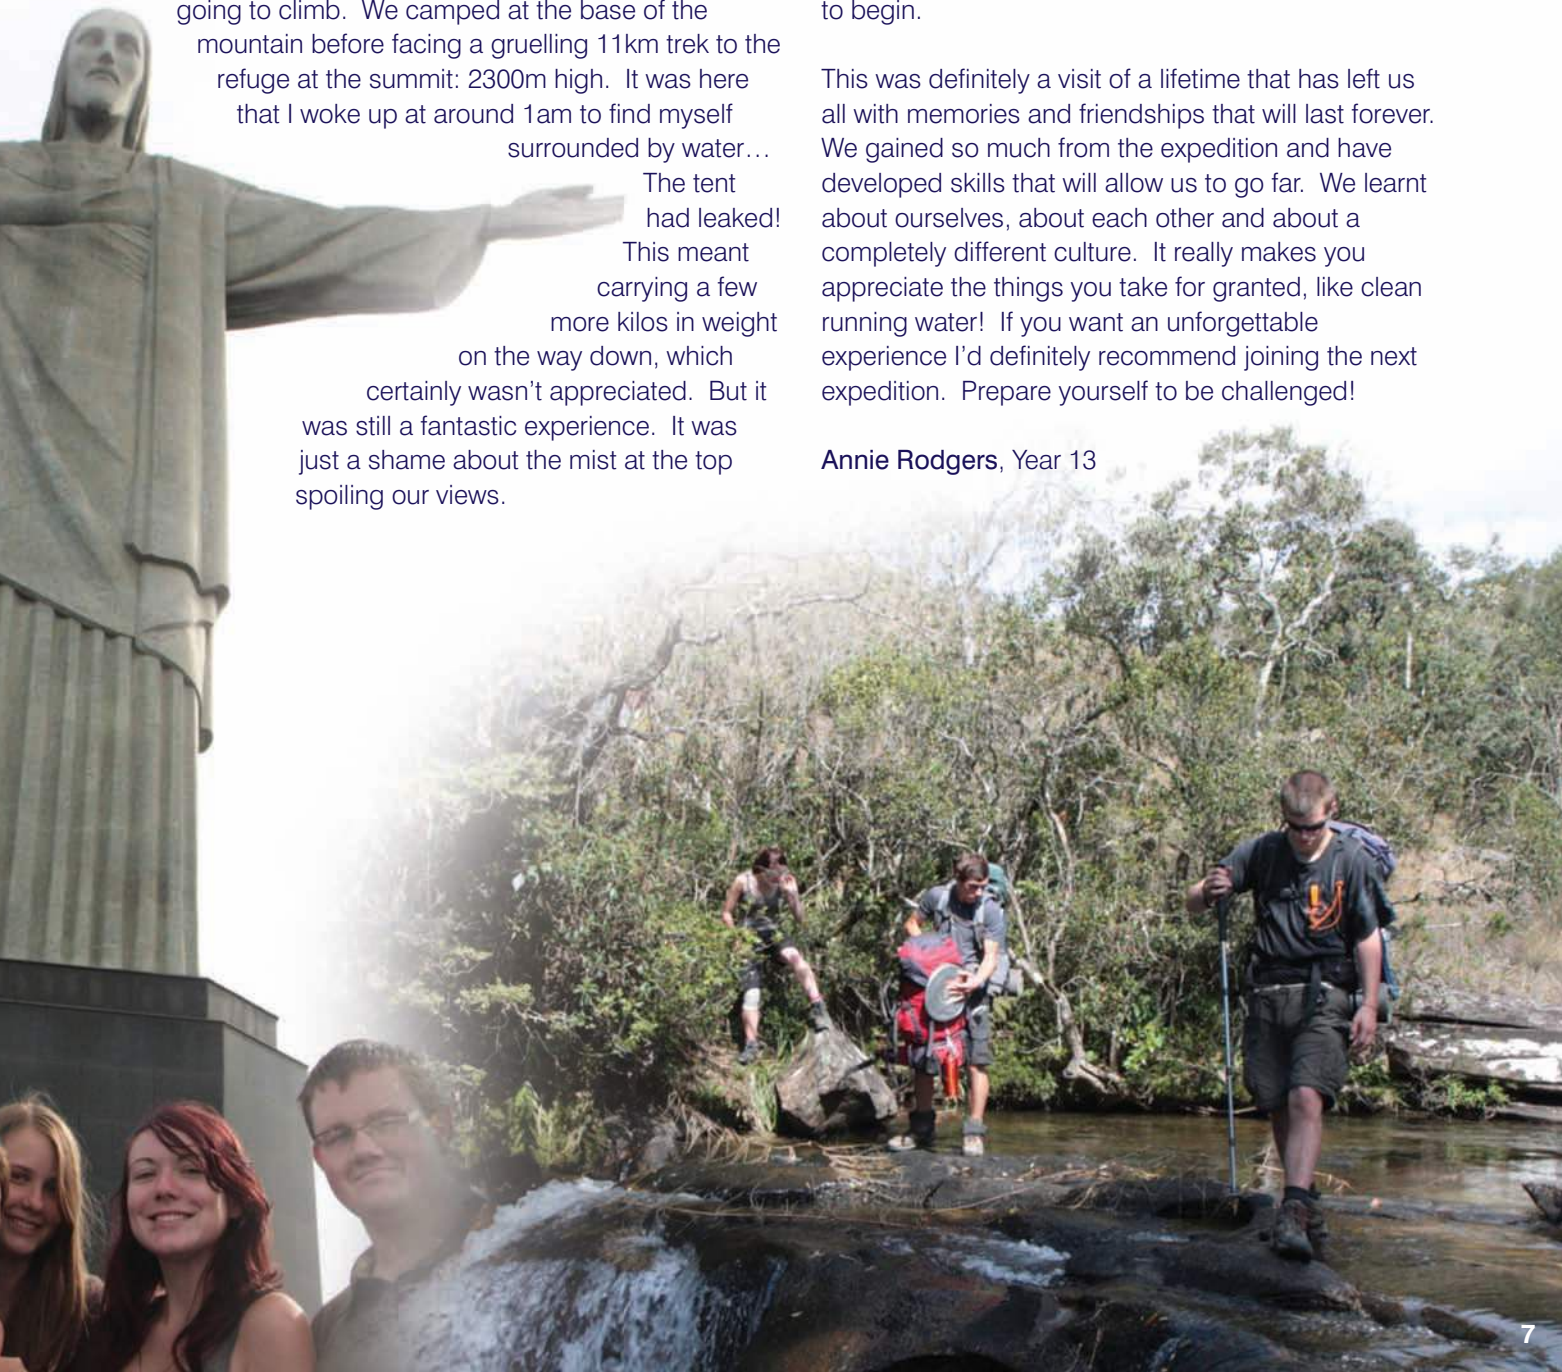 going to climb. We camped at the base of the
mountain before facing a gruelling 11km trek to the
refuge at the summit: 2300m high. It was here
that I woke up at around 1am to find myself
surrounded by water…
The tent
had leaked!
This meant
carrying a few
more kilos in weight
on the way down, which
certainly wasn't appreciated. But it
was still a fantastic experience. It was
just a shame about the mist at the top
spoiling our views.
to begin.
This was definitely a visit of a lifetime that has left us
all with memories and friendships that will last forever.
We gained so much from the expedition and have
developed skills that will allow us to go far. We learnt
about ourselves, about each other and about a
completely different culture. It really makes you
appreciate the things you take for granted, like clean
running water! If you want an unforgettable
experience I'd definitely recommend joining the next
expedition. Prepare yourself to be challenged!
Annie Rodgers, Year 13
7